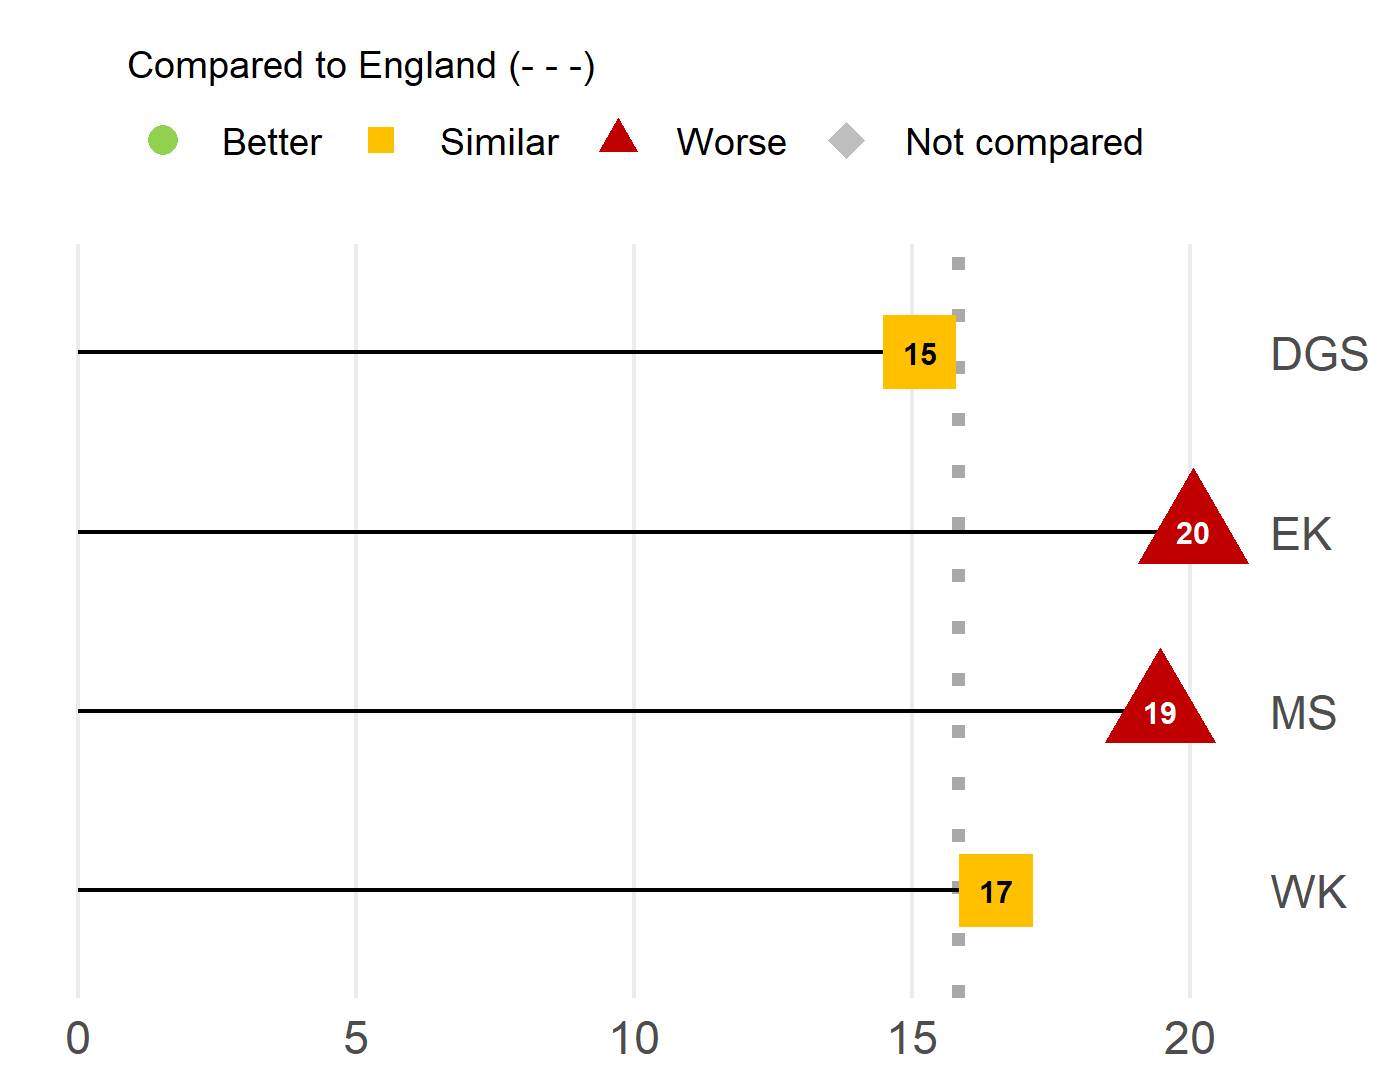 Compared to England (- - -)
Better Similar Worse Not compared
15 DGS
20 EK
19 MS
17 WK
0 5 10 15 20